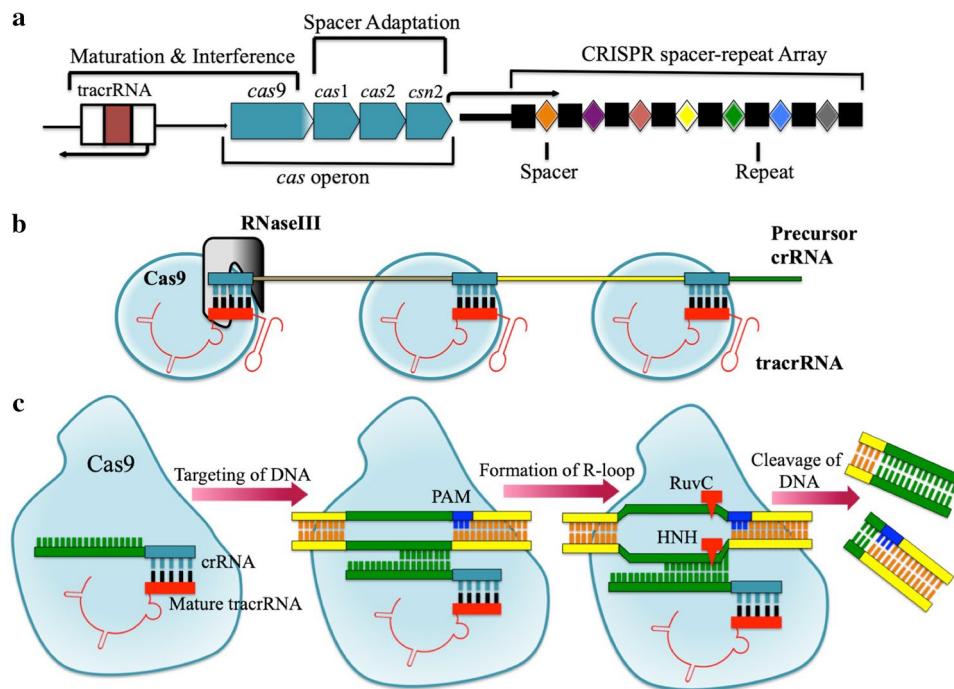 a
Spacer Adaptation
Maturation & Interference
CRISPR spacer-repeat Array
tracrRNA
cas9
cas1
cas2
csn2
cas operon
Spacer
Repeat
b
RNaseIII
Precursor
crRNA
Cas9
tracrRNA
c
Cas9
Targeting of DNA
PAM
Formation of R-loop
RuvC
Cleavage of
DNA
HNH
crRNA
Mature tracrRNA